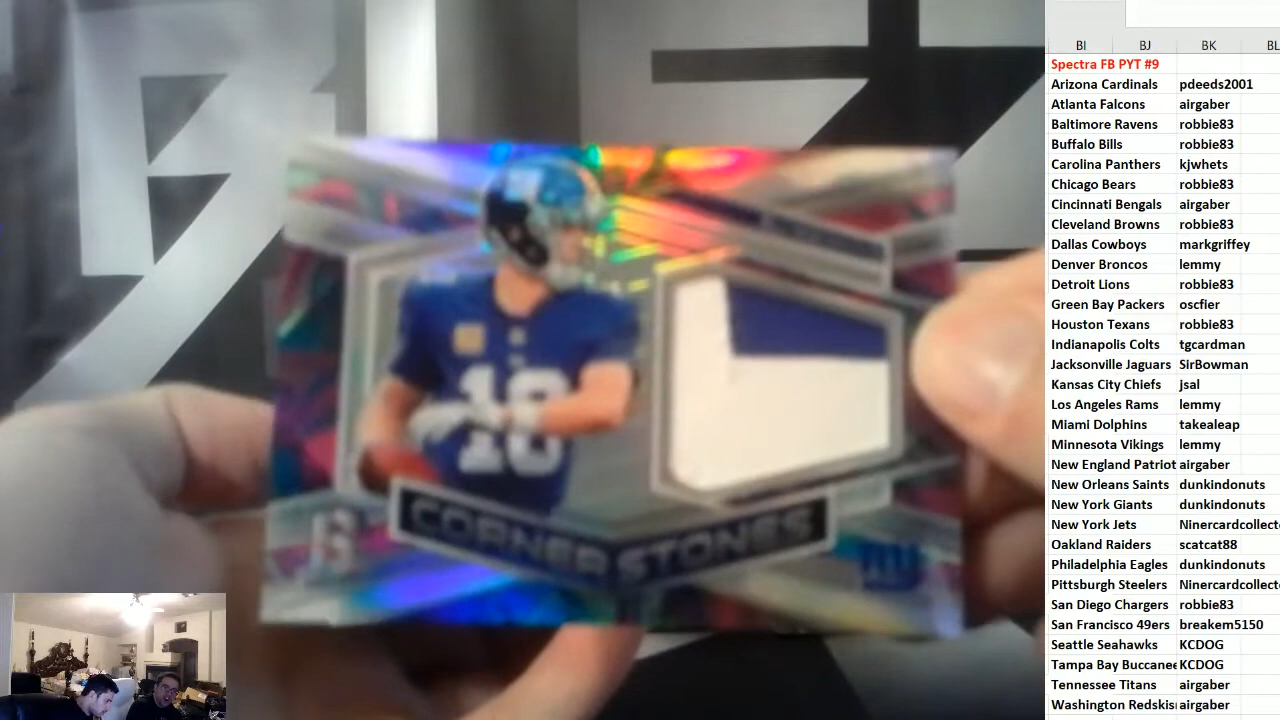 BI BJ BK BL
Spectra FB PYT #9
Arizona Cardinals pdeeds2001
Atlanta Falcons airgaber
Baltimore Ravens robbie83
Buffalo Bills robbie83
Carolina Panthers kjwhets
Chicago Bears robbie83
Cincinnati Bengals airgaber
Cleveland Browns robbie83
Dallas Cowboys markgriffey
Denver Broncos lemmy
Detroit Lions robbie83
Green Bay Packers oscfier
Houston Texans robbie83
Indianapolis Colts tgcardman
Jacksonville Jaguars SirBowman
Kansas City Chiefs jsal
Los Angeles Rams lemmy
Miami Dolphins takealeap
Minnesota Vikings lemmy
New England Patriot airgaber
New Orleans Saints dunkindonuts
New York Giants dunkindonuts
New York Jets Ninercardcollect
Oakland Raiders scatcat88
Philadelphia Eagles dunkindonuts
Pittsburgh Steelers Ninercardcollect
San Diego Chargers robbie83
San Francisco 49ers breakem5150
Seattle Seahawks KCDOG
Tampa Bay Buccanee KCDOG
Tennessee Titans airgaber
Washington Redskis airgaber
10
CORNER STONES